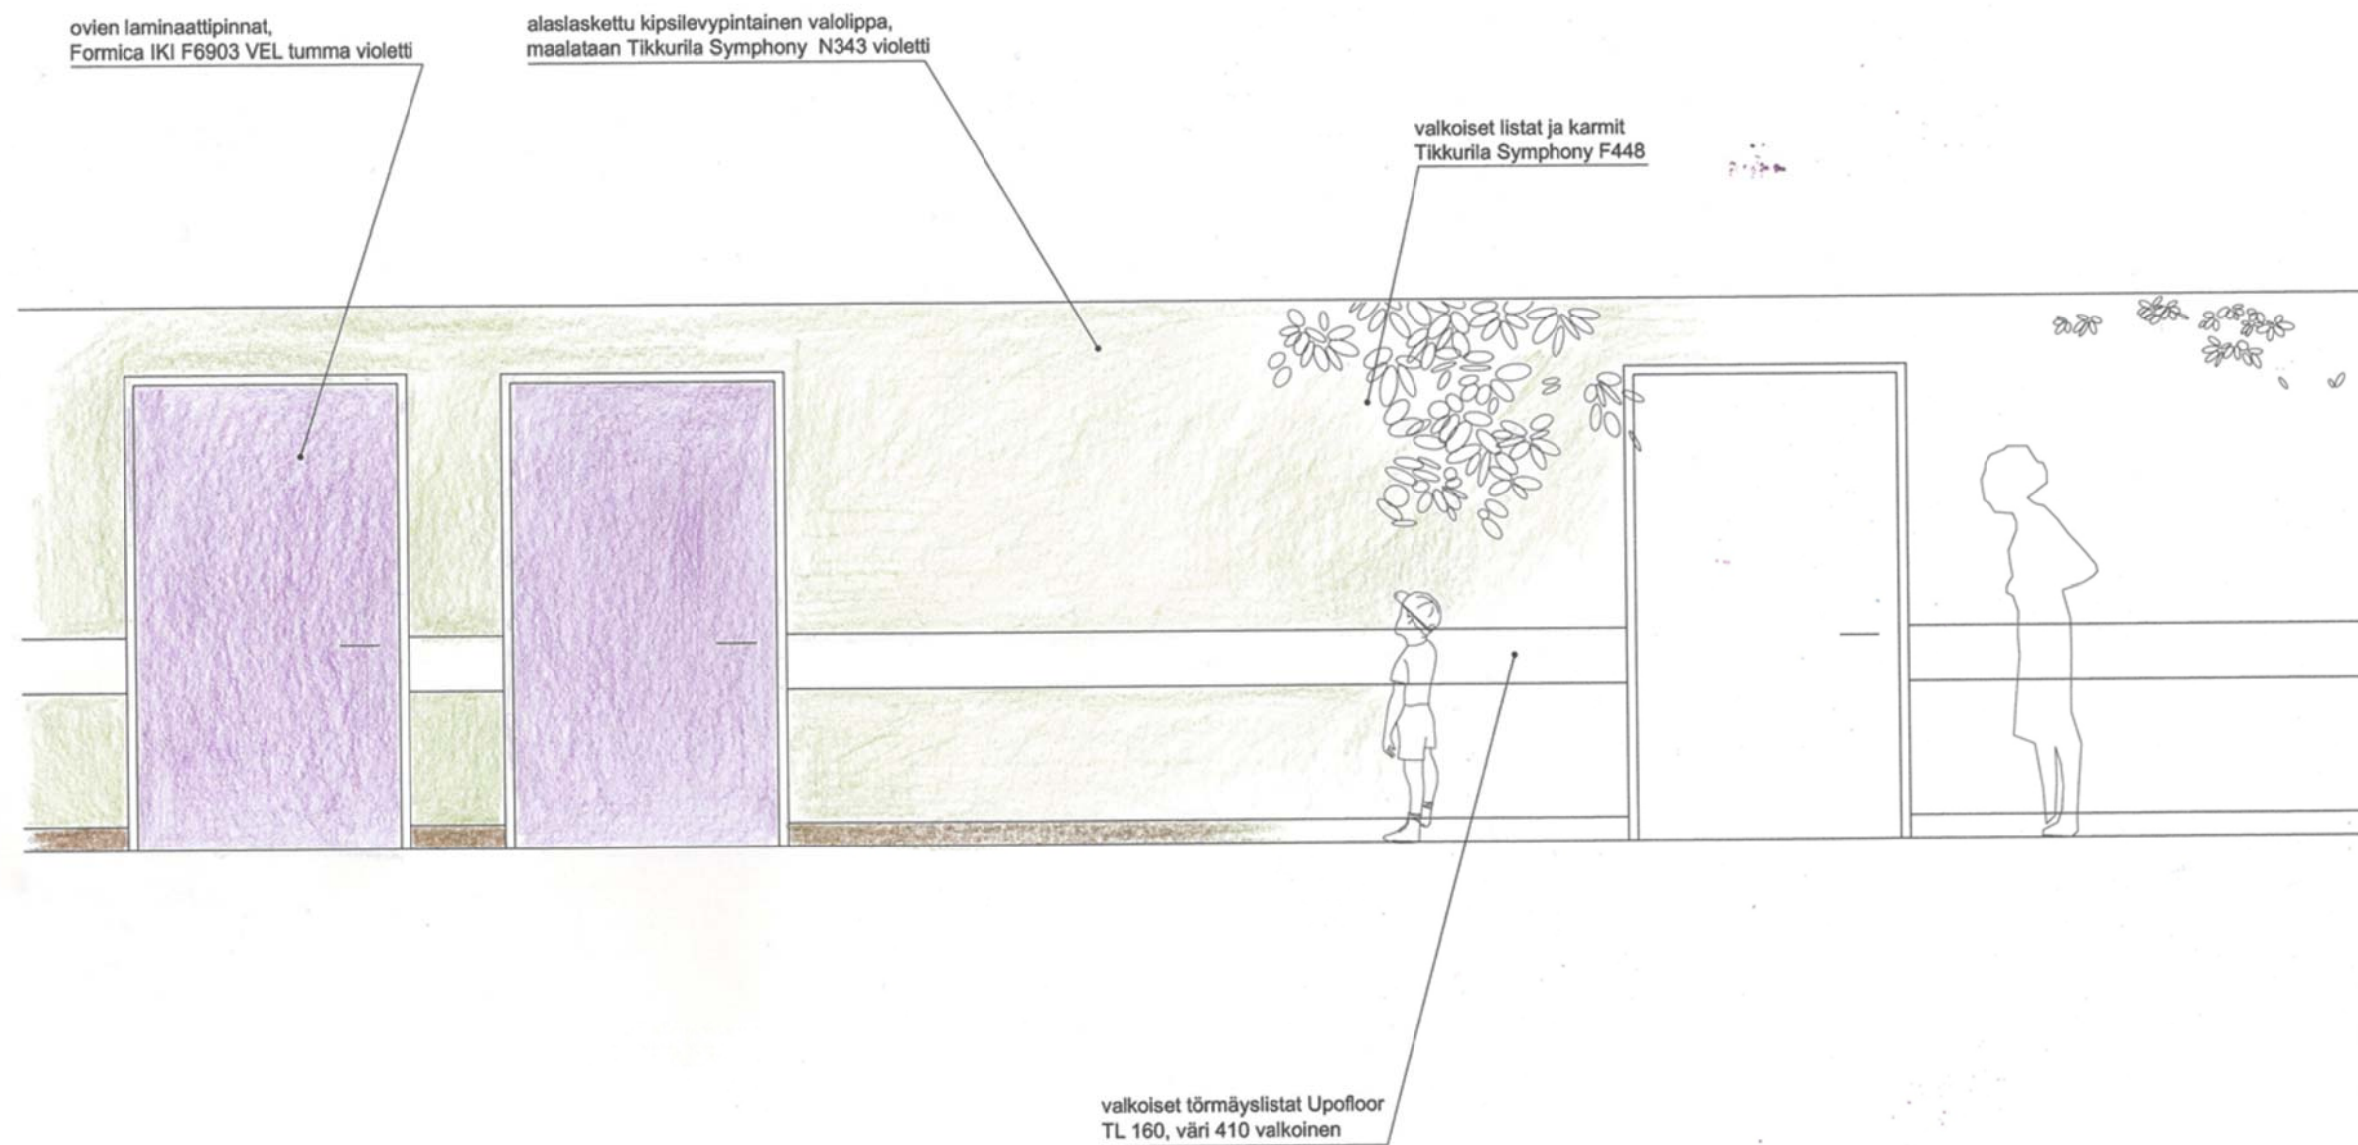 ovien laminaattipinnat,
Formica IKI F6903 VEL tumma violetti
alaslaskettu kipsilevypintainen valolippa,
maalataan Tikkurila Symphony N343 violetti
valkoiset listat ja karmit
Tikkurila Symphony F448
valkoiset törmäyslistat Upofloor
TL 160, väri 410 valkoinen